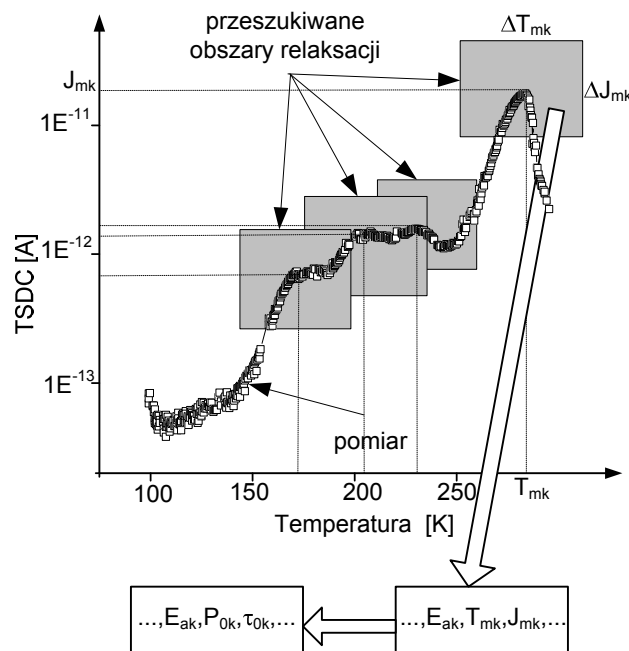 przeszukiwane
obszary relaksacji
ΔT_mk
J_mk
ΔJ_mk
1E-11
1E-12
1E-13
TSDC [A]
pomiar
100
150
200
250
T_mk
Temperatura [K]
...,E_ak,P_0k,τ_0k,...
...,E_ak,T_mk,J_mk,...